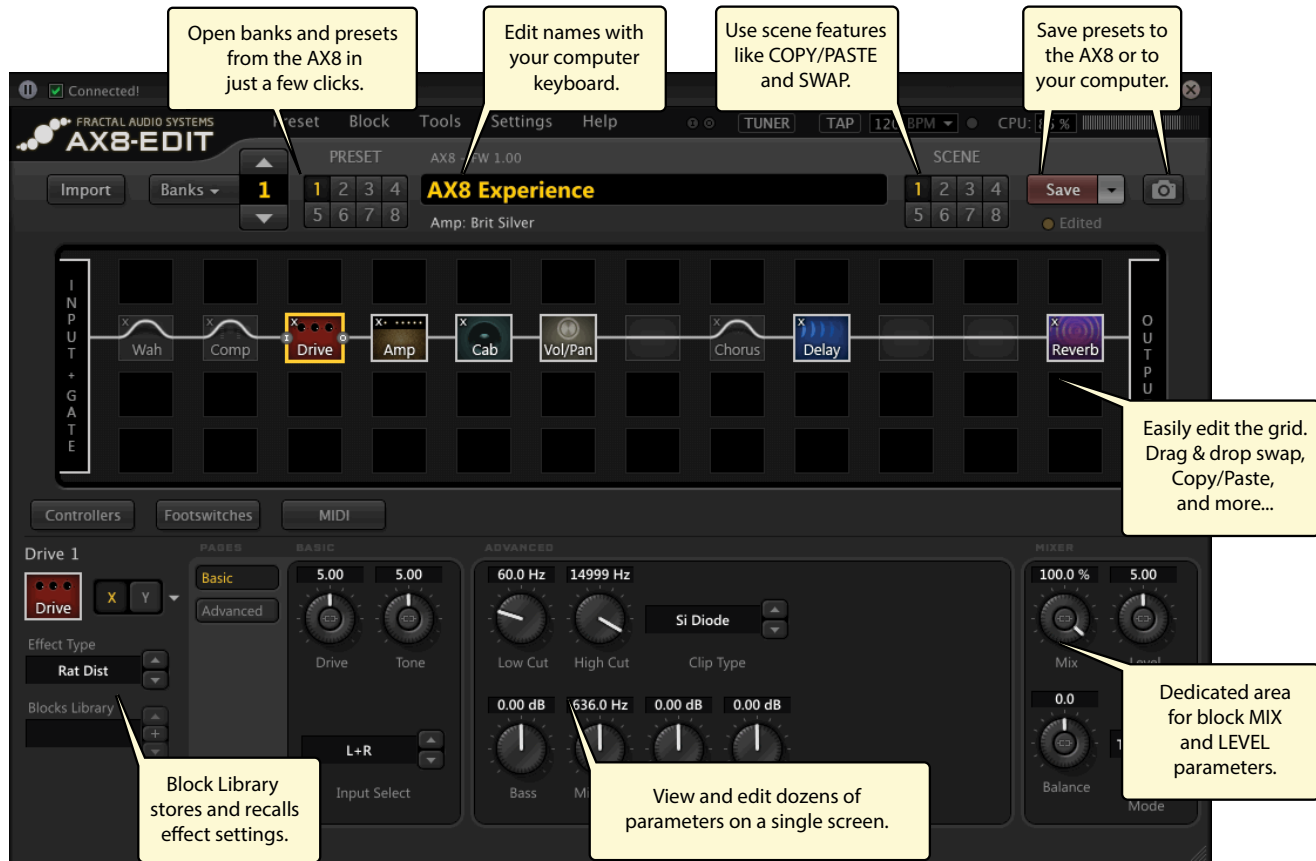 Open banks and presets
from the AX8 in
just a few clicks.
Edit names with
your computer
keyboard.
Use scene features
like COPY/PASTE
and SWAP.
Save presets to
the AX8 or to
your computer.
Connected!
FRACTAL AUDIO SYSTEMS
AX8-EDIT
Preset Block Tools Settings Help TUNER TAP 120 BPM CPU: %
PRESET AX8 - FW 1.00 SCENE
Import Banks 1 1 2 3 4 AX8 Experience 1 2 3 4 Save
5 6 7 8 Amp: Brit Silver 5 6 7 8 Edited
INPUT + GATE
Wah Comp Drive Amp Cab Vol/Pan Chorus Delay Reverb
I O
X X X X X X X X
OUTPU
Easily edit the grid.
Drag & drop swap,
Copy/Paste,
and more...
Controllers Footswitches MIDI
Drive 1 PAGES BASIC ADVANCED MIXER
Drive X Y
Basic
Advanced
5.00 5.00 60.0 Hz 14999 Hz Si Diode 100.0 % 5.00
Drive Tone Low Cut High Cut Clip Type Mix Level
Effect Type
Rat Dist
Blocks Library
+
L+R
Input Select
0.00 dB 636.0 Hz 0.00 dB 0.00 dB 0.0
Bass Balance
Mode
Block Library
stores and recalls
effect settings.
View and edit dozens of
parameters on a single screen.
Dedicated area
for block MIX
and LEVEL
parameters.